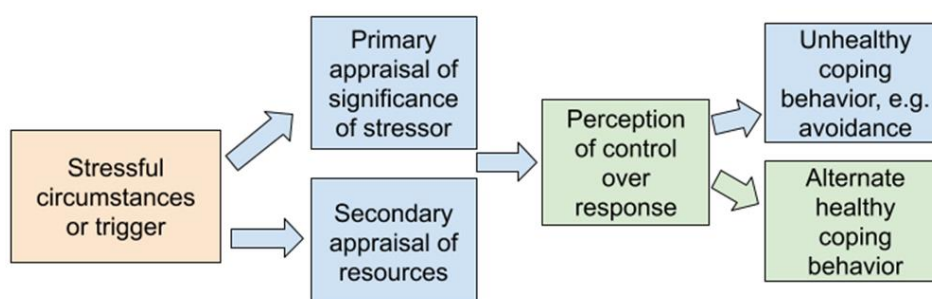 Stressful
circumstances
or trigger
Primary
appraisal of
significance
of stressor
Secondary
appraisal of
resources
Perception
of control
over
response
Unhealthy
coping
behavior, e.g.
avoidance
Alternate
healthy
coping
behavior